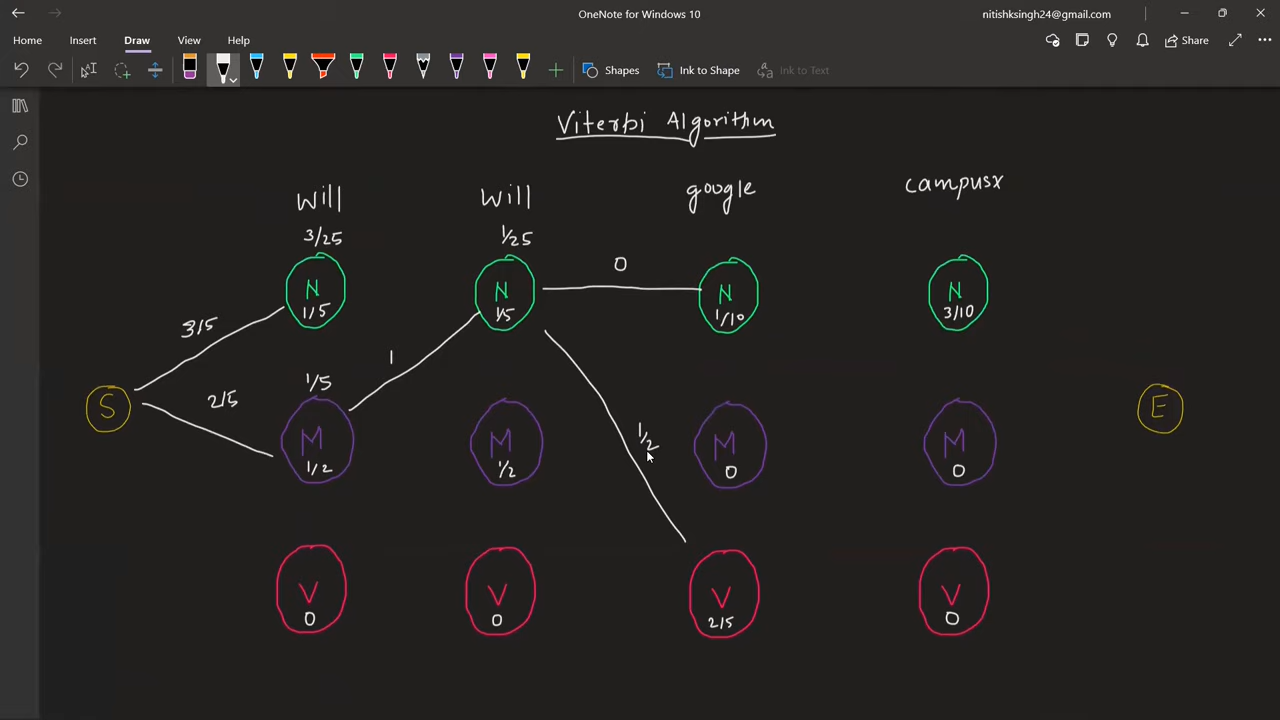 OneNote for Windows 10
nitishksingh24@gmail.com
Home Insert Draw View Help
Shapes Ink to Shape Ink to Text Share
Viterbi Algorithm
Will Will google campusx
3/25 1/25
0
N N N N
1/5 1/5 1/10 3/10
3/5
1
1/5
2/5
1/2
S E
M M M M
1/2 1/2 0 0
V V V V
0 0 2/5 0